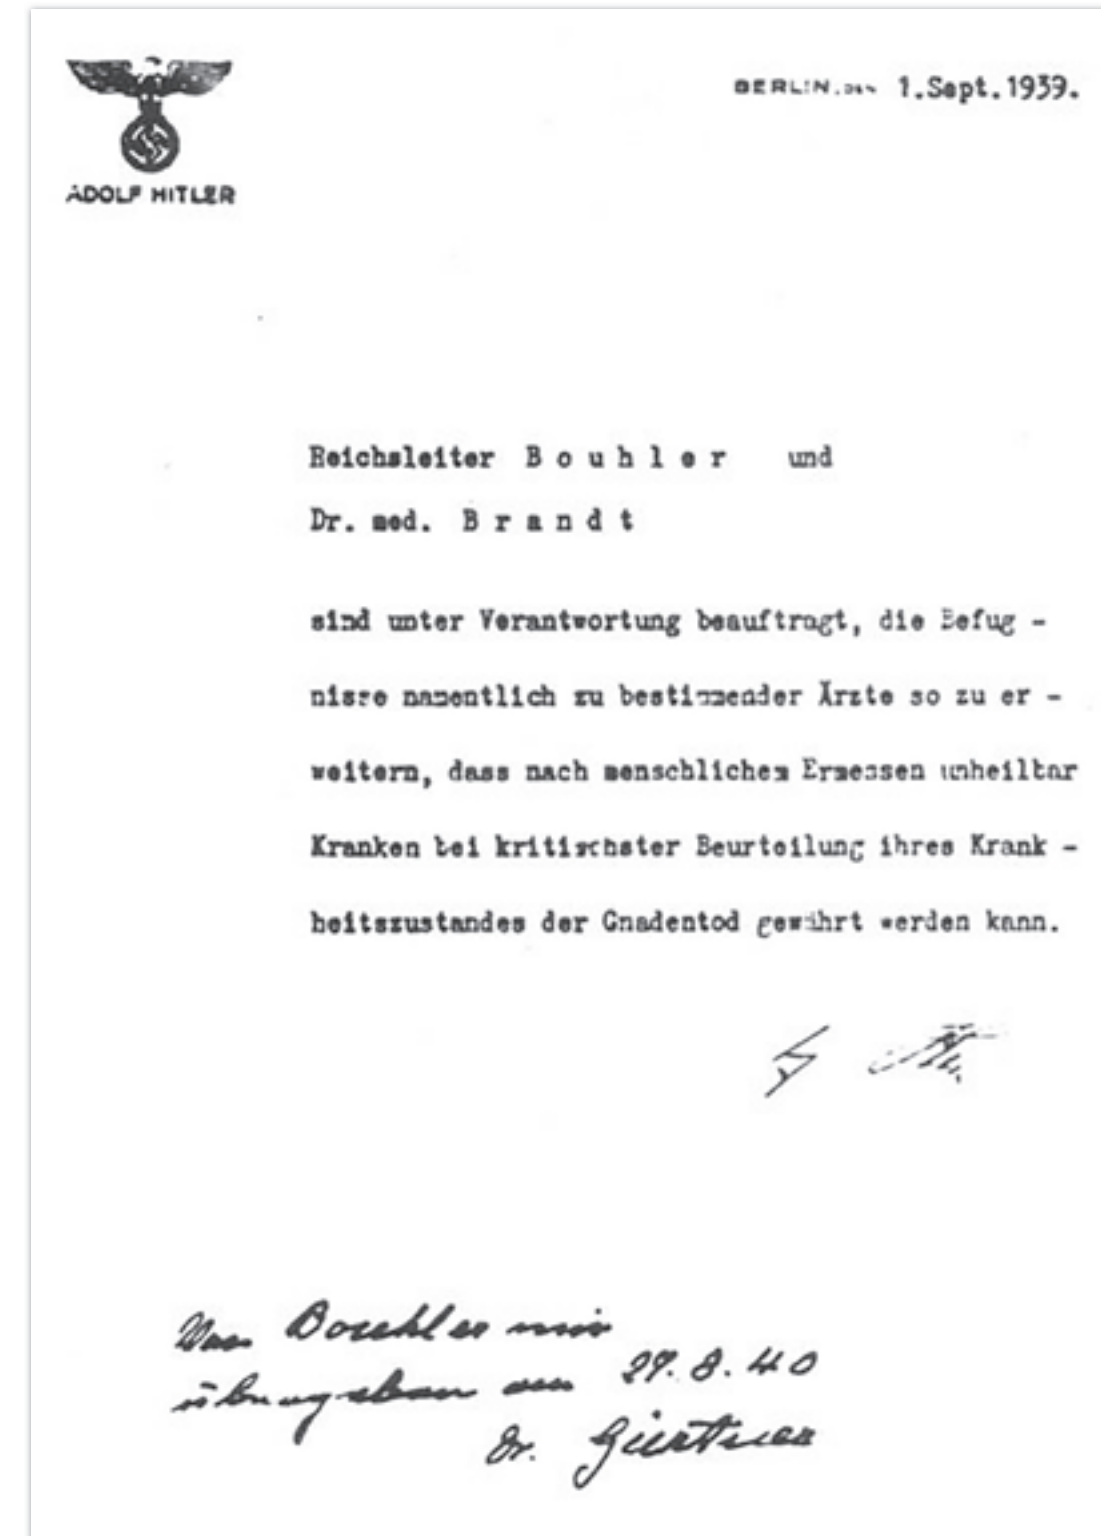 ADOLF HITLER
BERLIN, DEN 1.Sept.1939.
Reichsleiter B o u h l e r und
Dr. med. B r a n d t
sind unter Verantwortung beauftragt, die Befug -
nisse namentlich zu bestimmender Ärzte so zu er -
weitern, dass nach menschlichem Ermessen unheilbar
Kranken bei kritischster Beurteilung ihres Krank -
heitszustandes der Gnadentod gewährt werden kann.
Von Bouhler mir
übergeben am 27.8.40
Dr. Gürtner